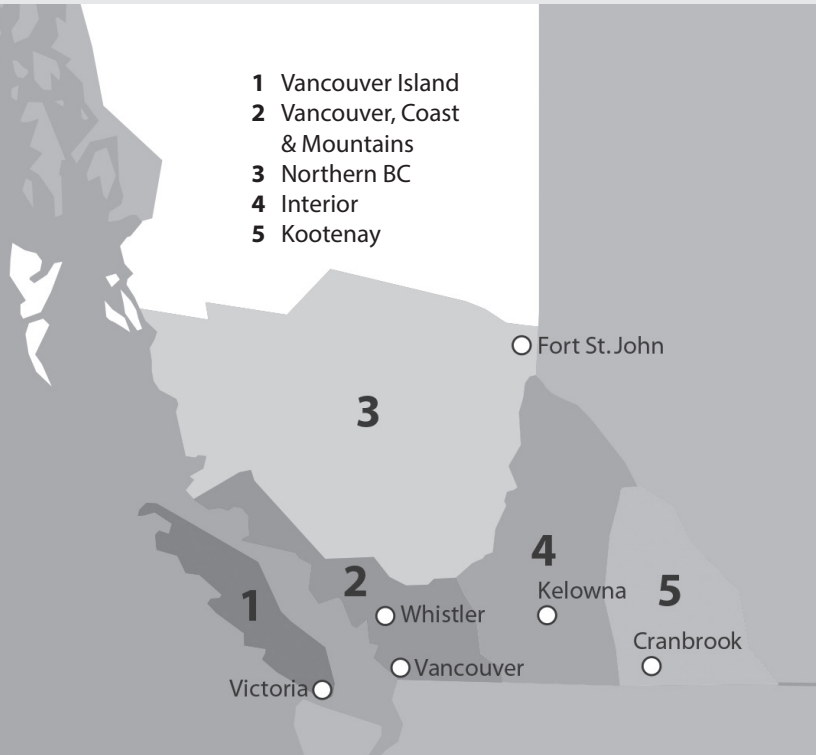 1 Vancouver Island
2 Vancouver, Coast
& Mountains
3 Northern BC
4 Interior
5 Kootenay
Fort St. John
3
4
Kelowna
5
2
1
Whistler
Cranbrook
Vancouver
Victoria